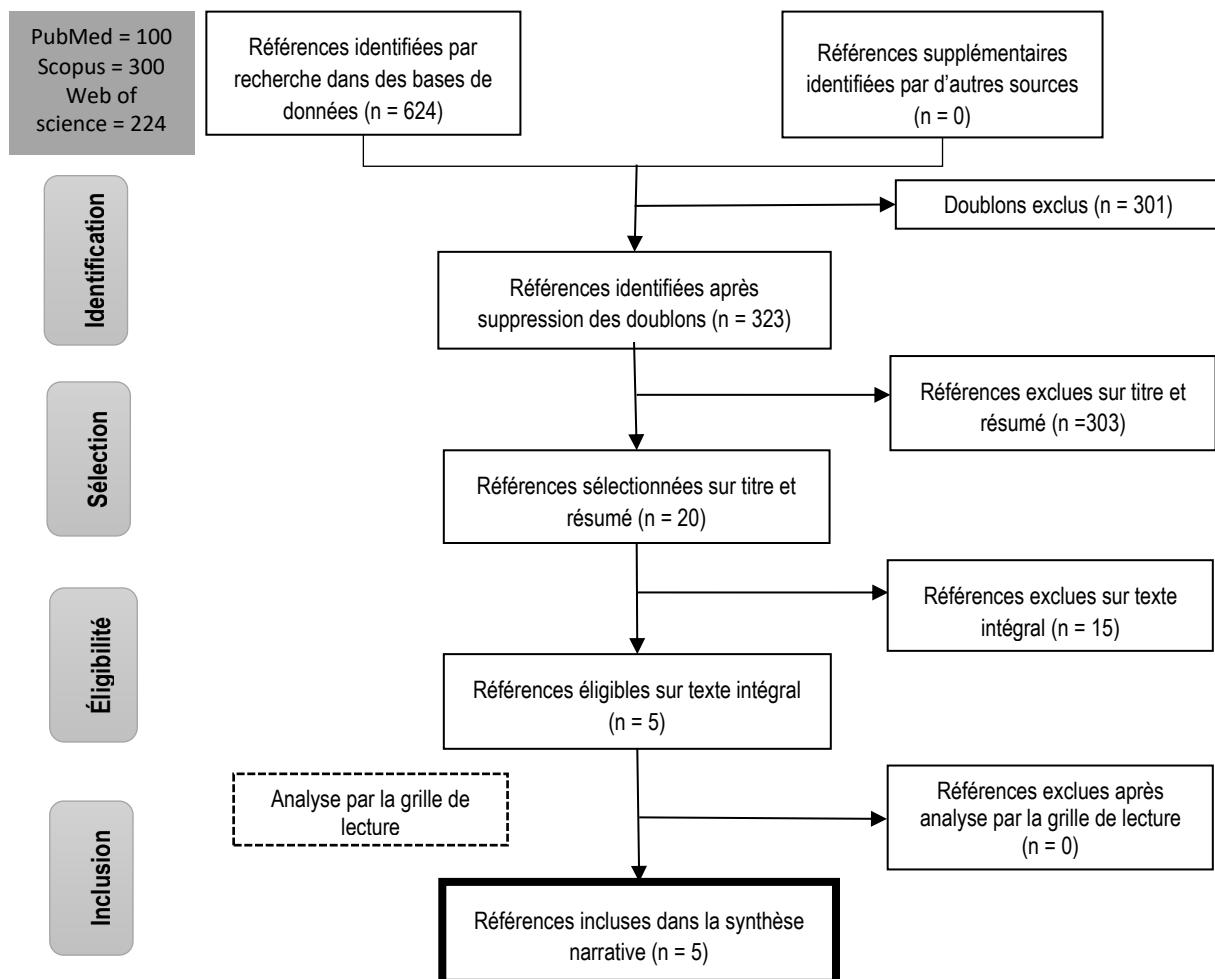 PubMed = 100
Scopus = 300
Web of
science = 224
Références identifiées par
recherche dans des bases de
données (n = 624)
Références supplémentaires
identifiées par d’autres sources
(n = 0)
Identification
Doublons exclus (n = 301)
Références identifiées après
suppression des doublons (n = 323)
Sélection
Références exclues sur titre et
résumé (n =303)
Références sélectionnées sur titre et
résumé (n = 20)
Éligibilité
Références exclues sur texte
intégral (n = 15)
Références éligibles sur texte intégral
(n = 5)
Inclusion
Analyse par la grille de
lecture
Références exclues après
analyse par la grille de lecture
(n = 0)
Références incluses dans la synthèse
narrative (n = 5)